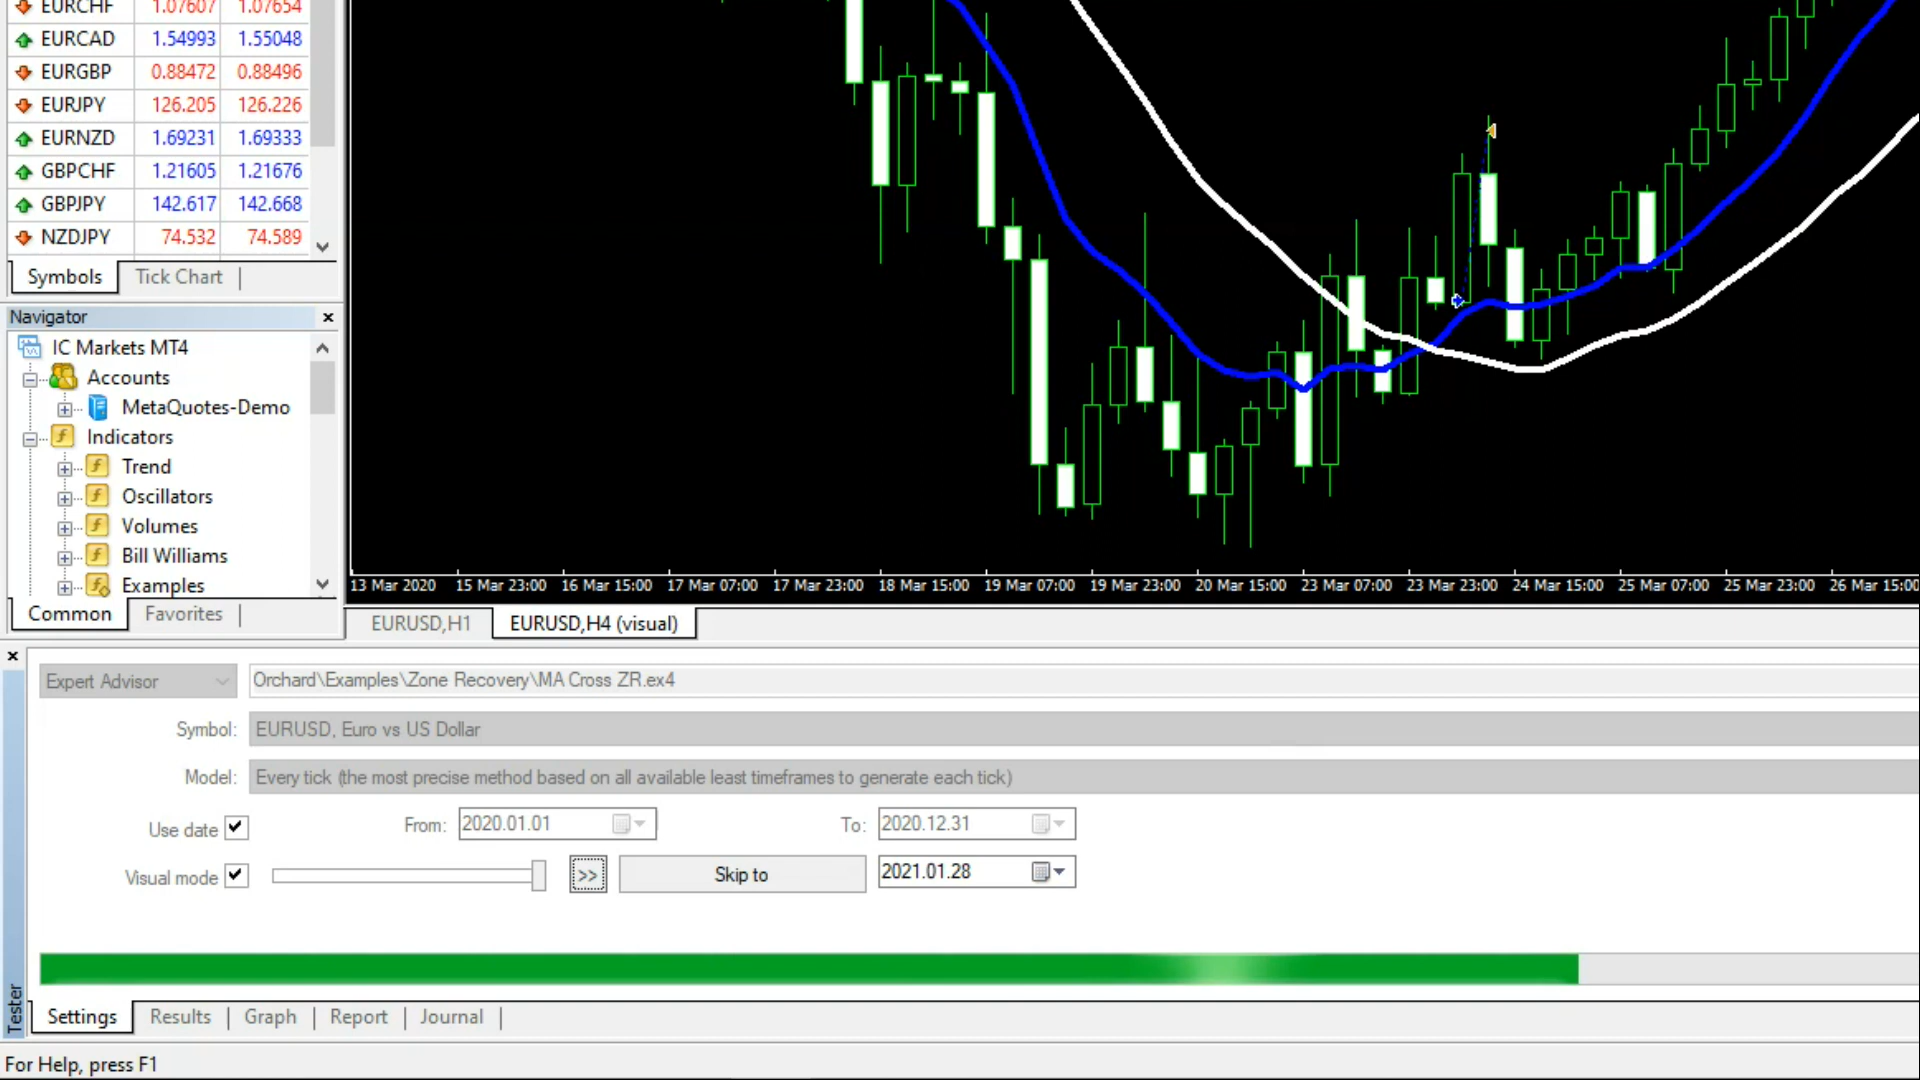 EURCHF 1.07607 1.07654
EURCAD 1.54993 1.55048
EURGBP 0.88472 0.88496
EURJPY 126.205 126.226
EURNZD 1.69231 1.69333
GBPCHF 1.21605 1.21676
GBPJPY 142.617 142.668
NZDJPY 74.532 74.589
Symbols Tick Chart
Navigator
IC Markets MT4
Accounts
MetaQuotes-Demo
Indicators
Trend
Oscillators
Volumes
Bill Williams
Examples
Common Favorites
13 Mar 2020 15 Mar 23:00 16 Mar 15:00 17 Mar 07:00 17 Mar 23:00 18 Mar 15:00 19 Mar 07:00 19 Mar 23:00 20 Mar 15:00 23 Mar 07:00 23 Mar 23:00 24 Mar 15:00 25 Mar 07:00 25 Mar 23:00 26 Mar 15:00
EURUSD,H1 EURUSD,H4 (visual)
Expert Advisor Orchard\Examples\Zone Recovery\MA Cross ZR.ex4
Symbol: EURUSD, Euro vs US Dollar
Model: Every tick (the most precise method based on all available least timeframes to generate each tick)
Use date From: 2020.01.01 To: 2020.12.31
Visual mode >> Skip to 2021.01.28
Tester
Settings Results Graph Report Journal
For Help, press F1